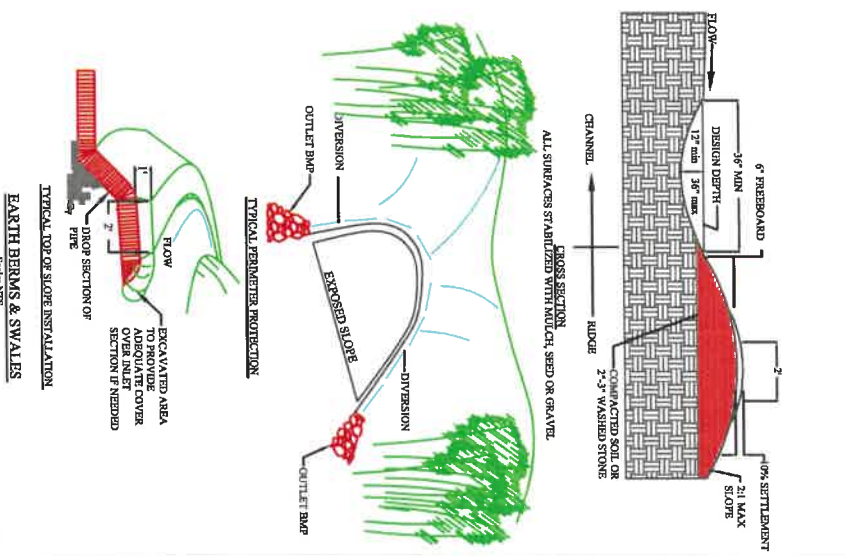 FLOW
36" MIN
DESIGN DEPTH
12" min
36" max
6" FREEBOARD
2'
10% SETTLEMENT
2:1 MAX
SLOPE
CHANNEL
RIDGE
COMPACTED SOIL OR
2"-3" WASHED STONE
CROSS SECTION
ALL SURFACES STABILIZED WITH MULCH, SEED OR GRAVEL
DIVERSION
OUTLET BMP
EXPOSED SLOPE
DIVERSION
OUTLET BMP
TYPICAL PERIMETER PROTECTION
1'
2'
FLOW
DROP SECTION OF
PIPE
EXCAVATED AREA
TO PROVIDE
ADEQUATE COVER
OVER INLET
SECTION IF NEEDED
TYPICAL TOP OF SLOPE INSTALLATION
EARTH BERMS & SWALES